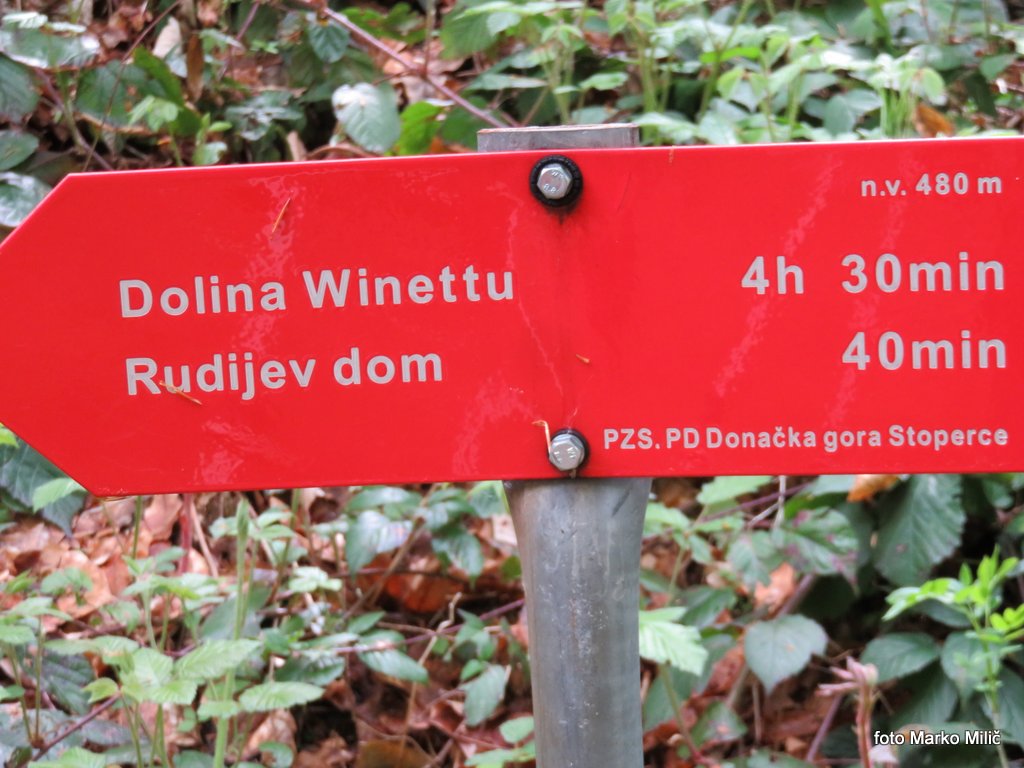 n.v. 480 m
Dolina Winettu 4h 30min
Rudijev dom 40min
PZS. PD Donačka gora Stoperce
foto Marko Milič